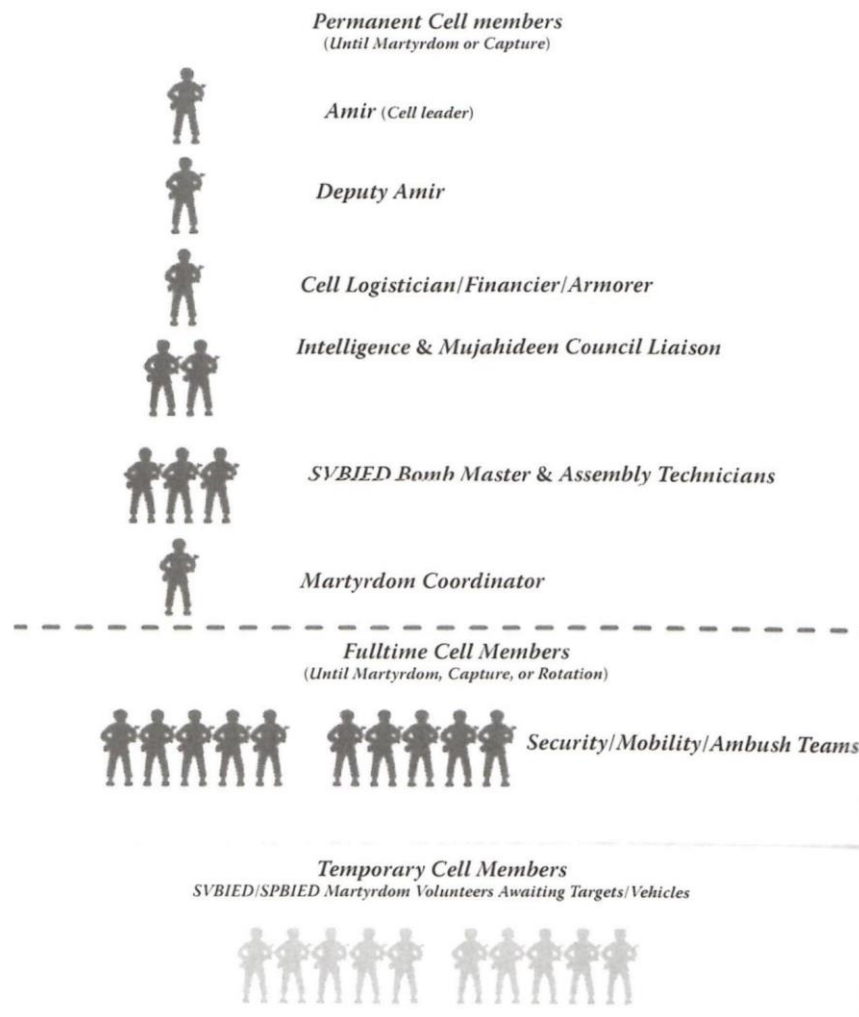 Permanent Cell members
(Until Martyrdom or Capture)
Amir (Cell leader)
Deputy Amir
Cell Logistician/Financier/Armorer
Intelligence & Mujahideen Council Liaison
SVBIED Bomb Master & Assembly Technicians
Martyrdom Coordinator
Fulltime Cell Members
(Until Martyrdom, Capture, or Rotation)
Security/Mobility/Ambush Teams
Temporary Cell Members
SVBIED/SPBIED Martyrdom Volunteers Awaiting Targets/Vehicles